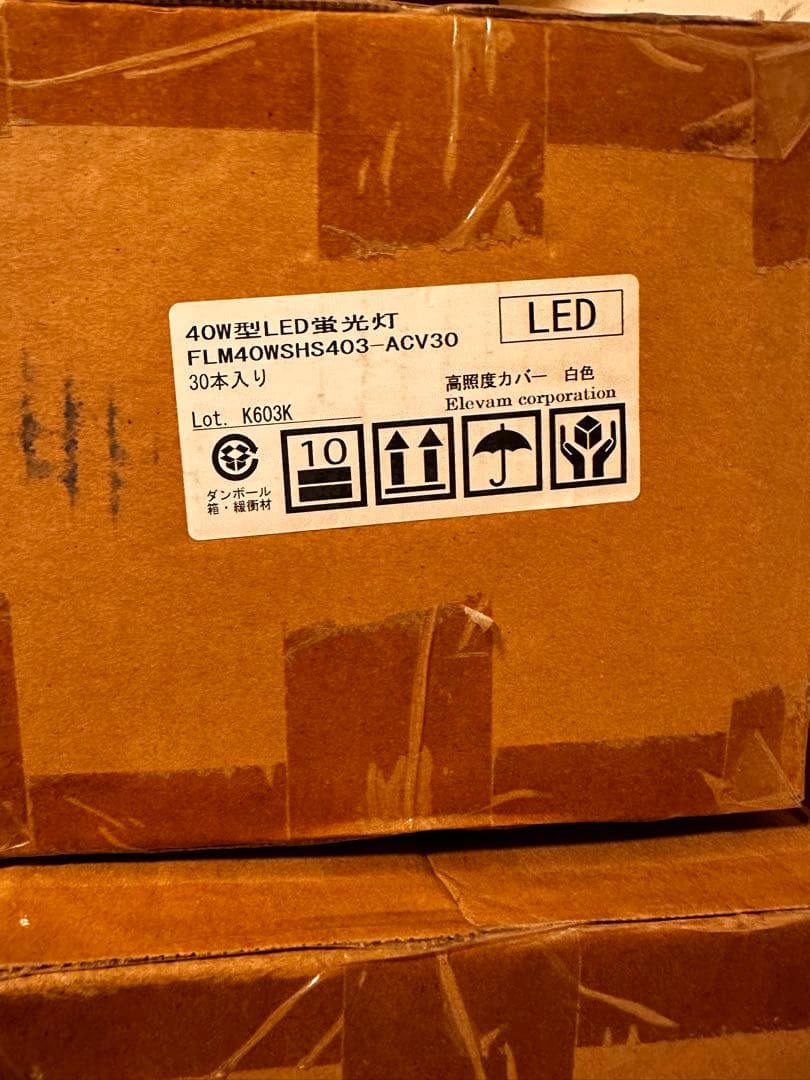 40W型LED蛍光灯
LED
FLM40WSHS403-ACV30
30本入り
高照度カバー 白色
Lot. K603K
Elevam corporation
10
ダンボール
箱・緩衝材